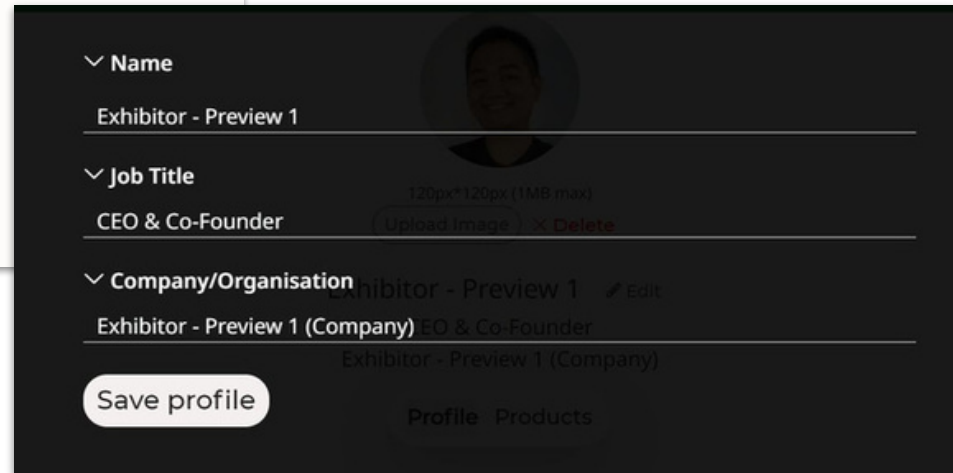 Name
Exhibitor - Preview 1
Job Title
120px*120px (1MB max)
CEO & Co-Founder
Upload Image × Delete
Company/Organisation
Exhibitor - Preview 1 Edit
Exhibitor - Preview 1 (Company)
CEO & Co-Founder
Exhibitor - Preview 1 (Company)
Save profile
Profile Products